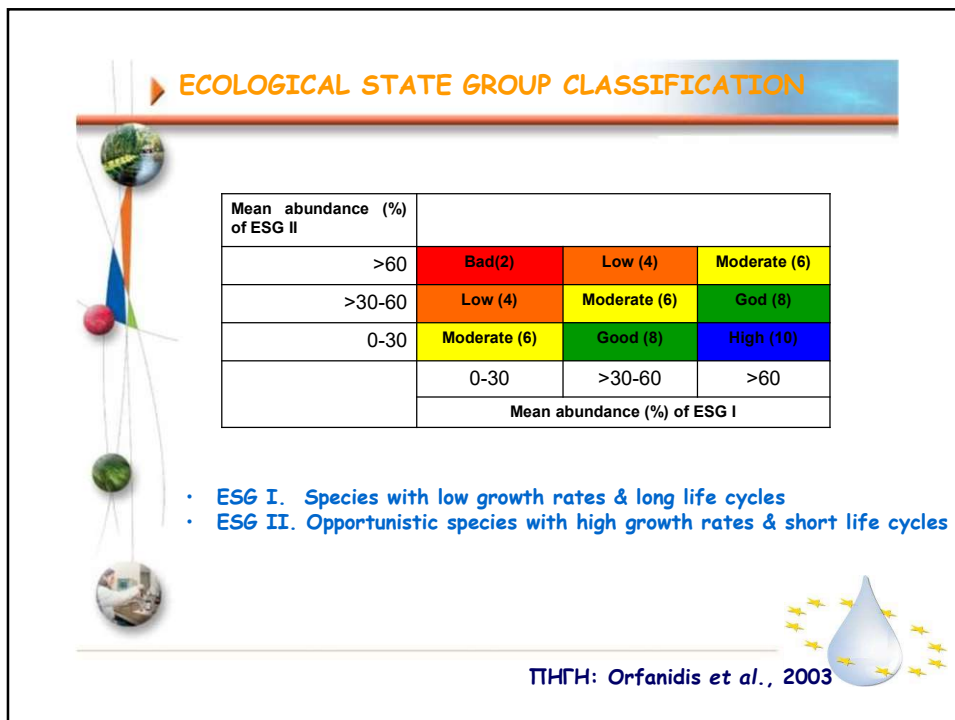 ECOLOGICAL STATE GROUP CLASSIFICATION
Mean abundance (%)
of ESG II
>60 Bad(2) Low (4) Moderate (6)
>30-60 Low (4) Moderate (6) God (8)
0-30 Moderate (6) Good (8) High (10)
0-30 >30-60 >60
Mean abundance (%) of ESG I
• ESG I. Species with low growth rates & long life cycles
• ESG II. Opportunistic species with high growth rates & short life cycles
ΠΗΓΗ: Orfanidis et al., 2003